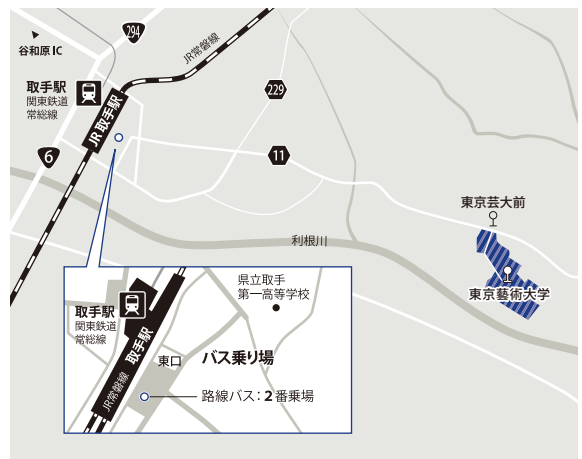 294
谷和原IC
JR常磐線
取手駅
関東鉄道
常総線
JR 取手駅
229
6
11
東京芸大前
利根川
東京藝術大学
県立取手
第一高等学校
取手駅
関東鉄道
常総線
取手駅
JR常磐線
東口
バス乗り場
路線バス：2番乗場